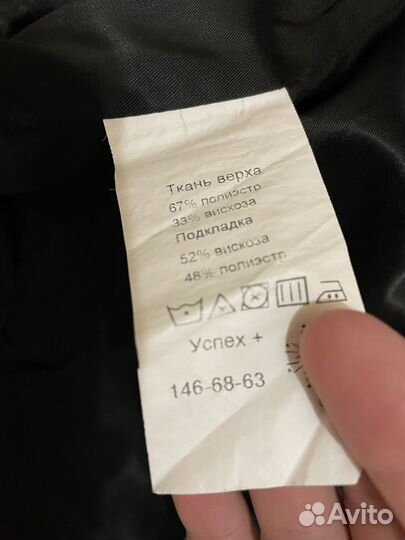 Ткань верха
67% полиэстр
33% вискоза
Подкладка
52% вискоза
48% полиэстр
Успех +
146-68-63
Avito